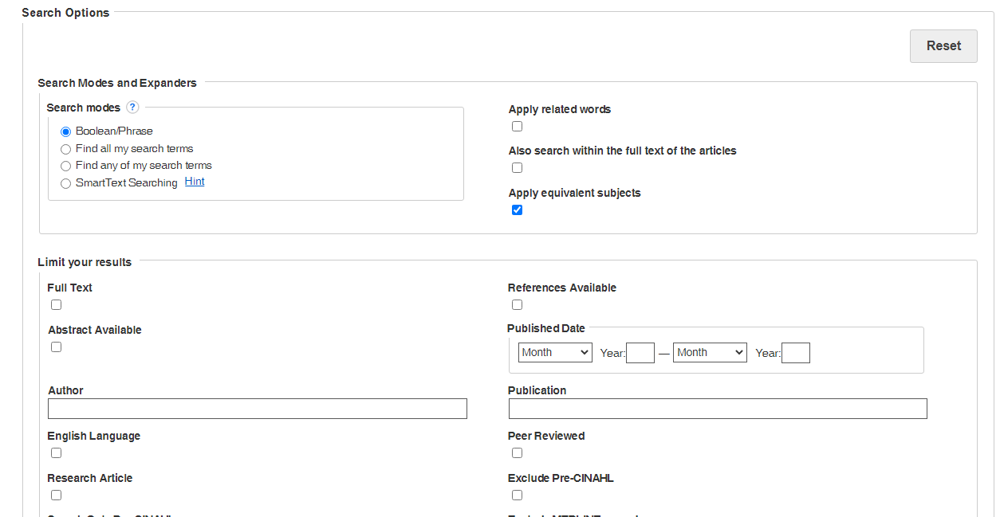 Search Options
Reset
Search Modes and Expanders
Search modes ?
Boolean/Phrase
Find all my search terms
Find any of my search terms
SmartText Searching Hint
Apply related words
Also search within the full text of the articles
Apply equivalent subjects
Limit your results
Full Text
References Available
Abstract Available
Published Date
Month Year: — Month Year:
Author
Publication
English Language
Peer Reviewed
Research Article
Exclude Pre-CINAHL